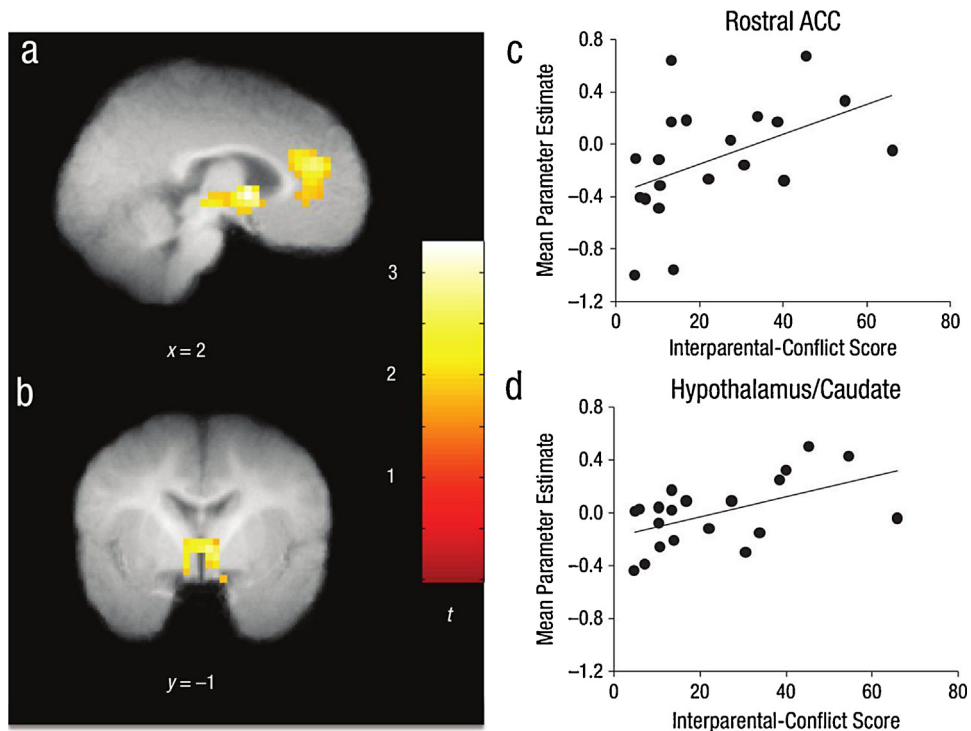 a
x = 2
b
y = –1
3
2
1
t
c
Rostral ACC
Mean Parameter Estimate
0.8
0.4
0.0
–0.4
–0.8
–1.2
0 20 40 60 80
Interparental-Conflict Score
d
Hypothalamus/Caudate
Mean Parameter Estimate
0.8
0.4
0.0
–0.4
–0.8
–1.2
0 20 40 60 80
Interparental-Conflict Score